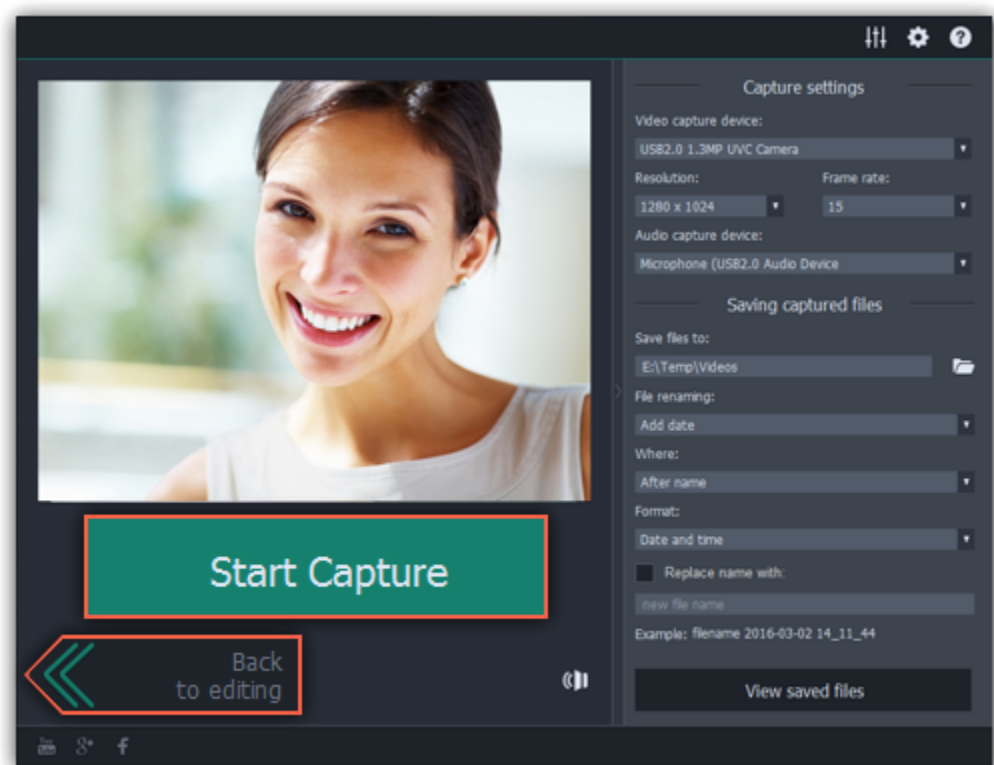 Capture settings
Video capture device:
USB2.0 1.3MP UVC Camera
Resolution: Frame rate:
1280 x 1024 15
Audio capture device:
Microphone (USB2.0 Audio Device
Saving captured files
Save files to:
E:\Temp\Videos
File renaming:
Add date
Where:
After name
Format:
Date and time
Replace name with:
new file name
Example: filename 2016-03-02 14_11_44
View saved files
Start Capture
Back
to editing
g+
f